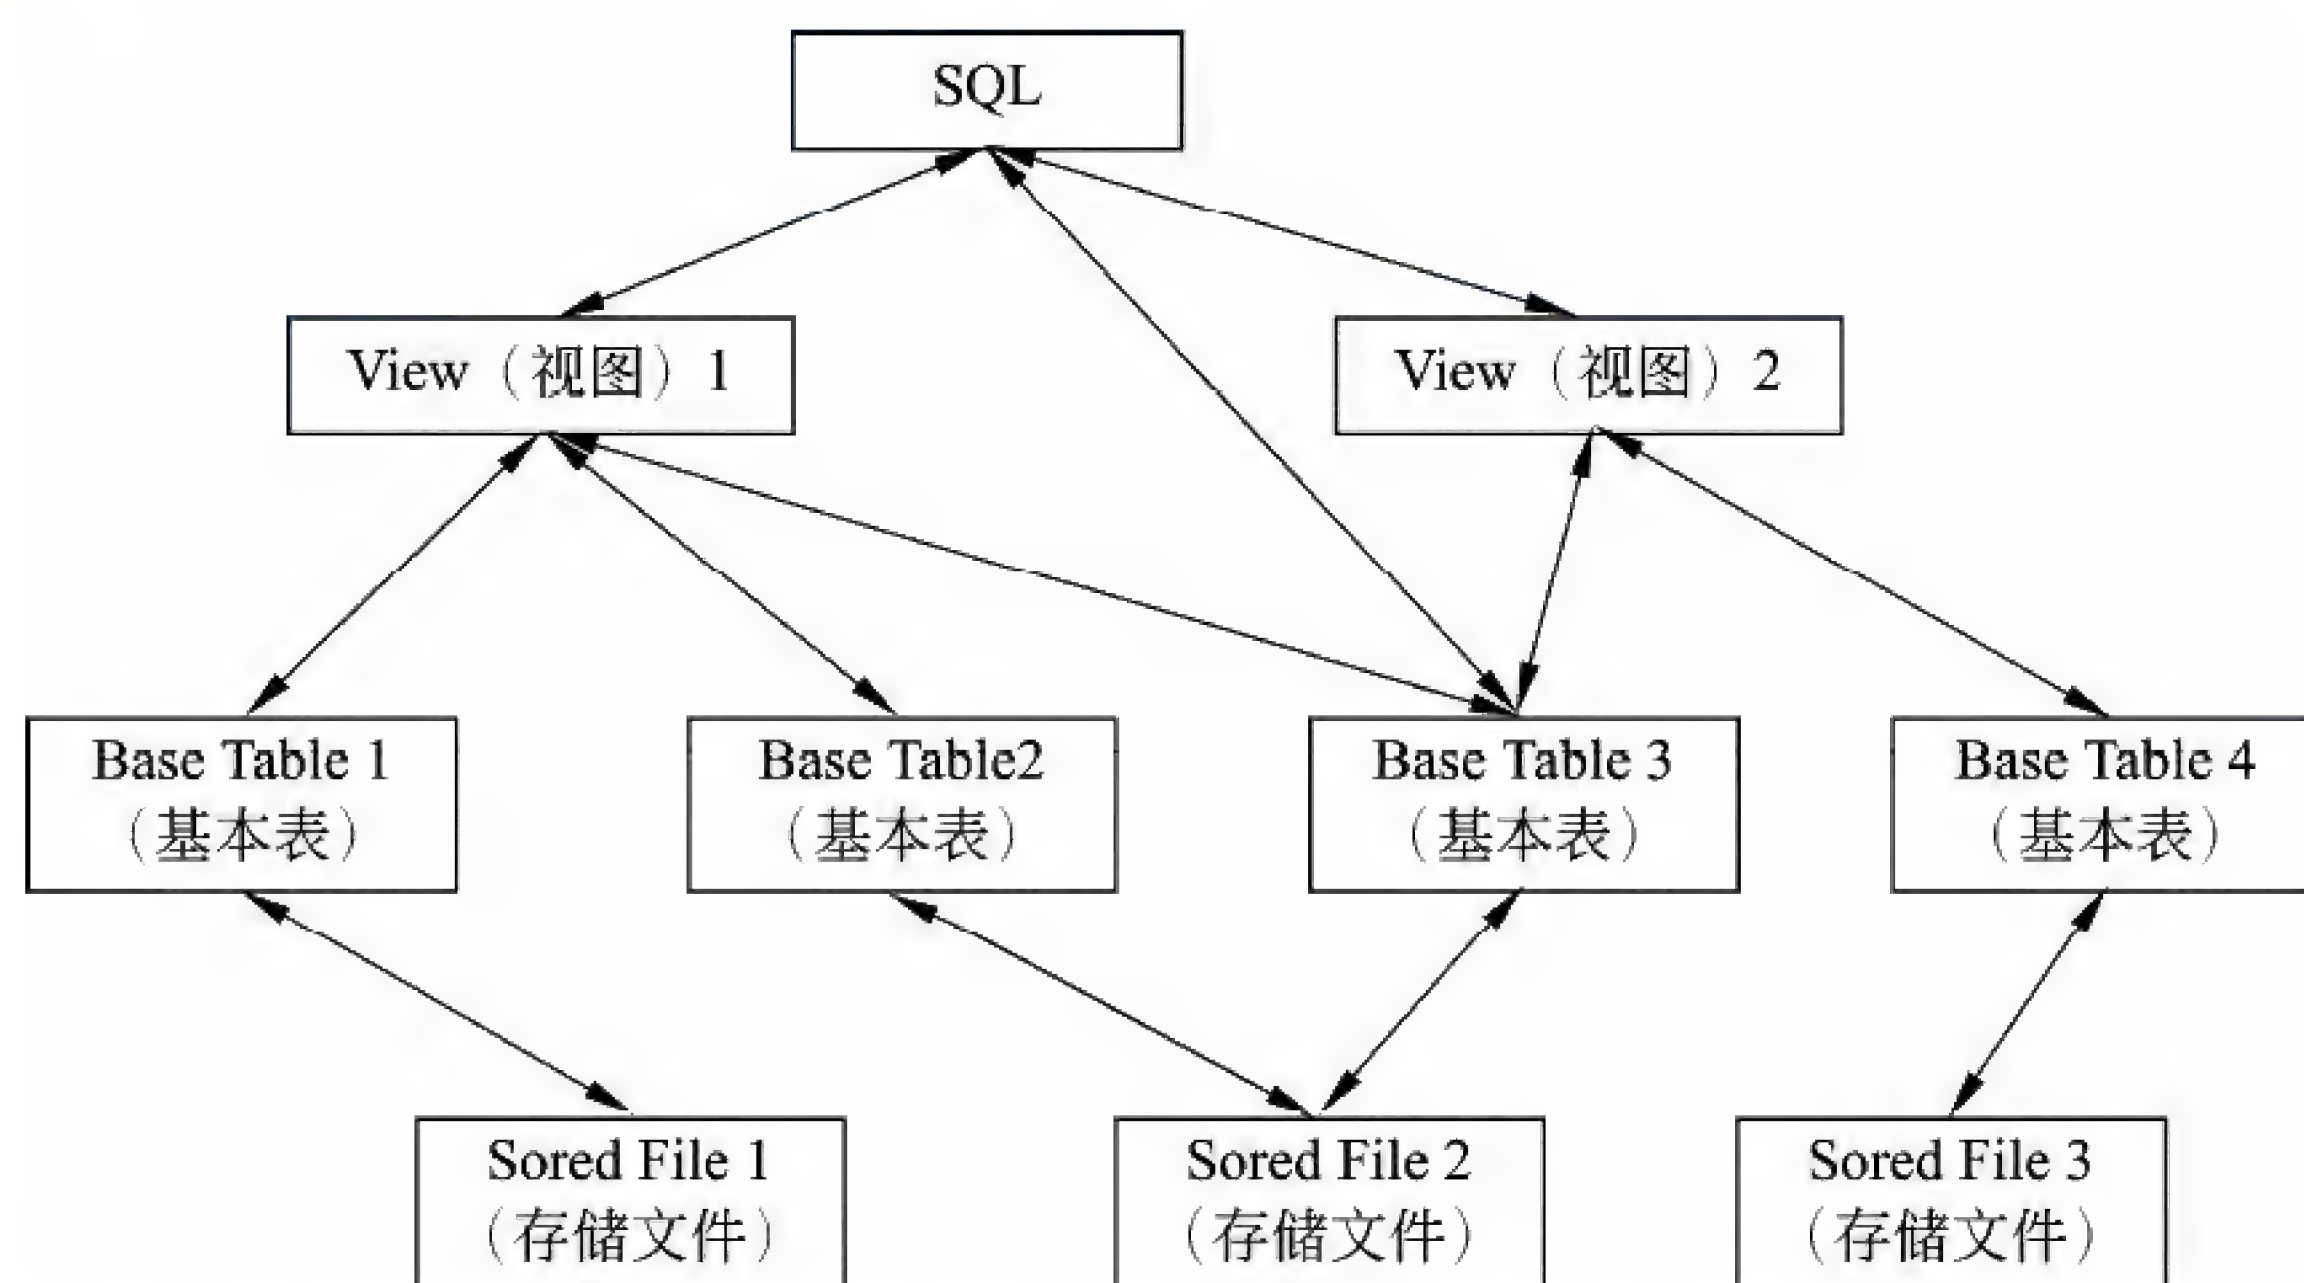 SQL
View（视图）1
View（视图）2
Base Table 1
（基本表）
Base Table2
（基本表）
Base Table 3
（基本表）
Base Table 4
（基本表）
Sored File 1
（存储文件）
Sored File 2
（存储文件）
Sored File 3
（存储文件）